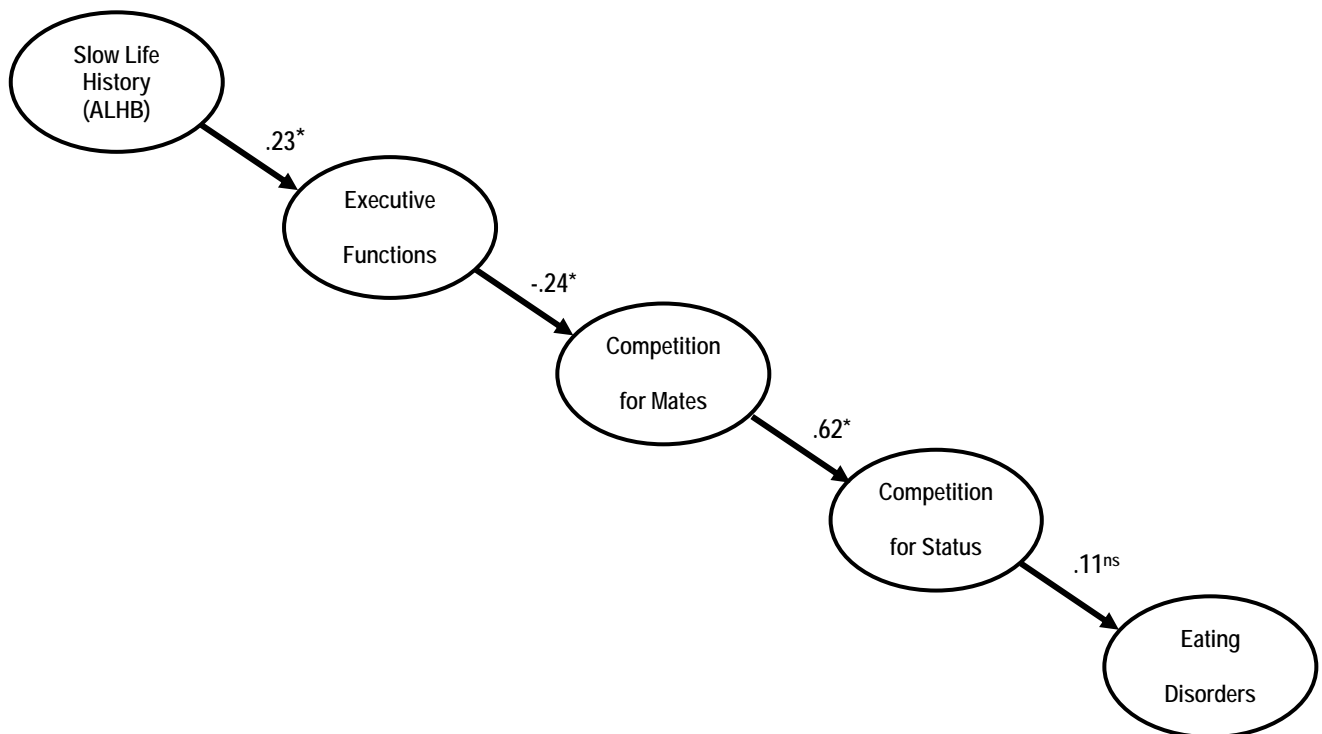 Slow Life
History
(ALHB)
.23*
Executive
Functions
-.24*
Competition
for Mates
.62*
Competition
for Status
.11ns
Eating
Disorders